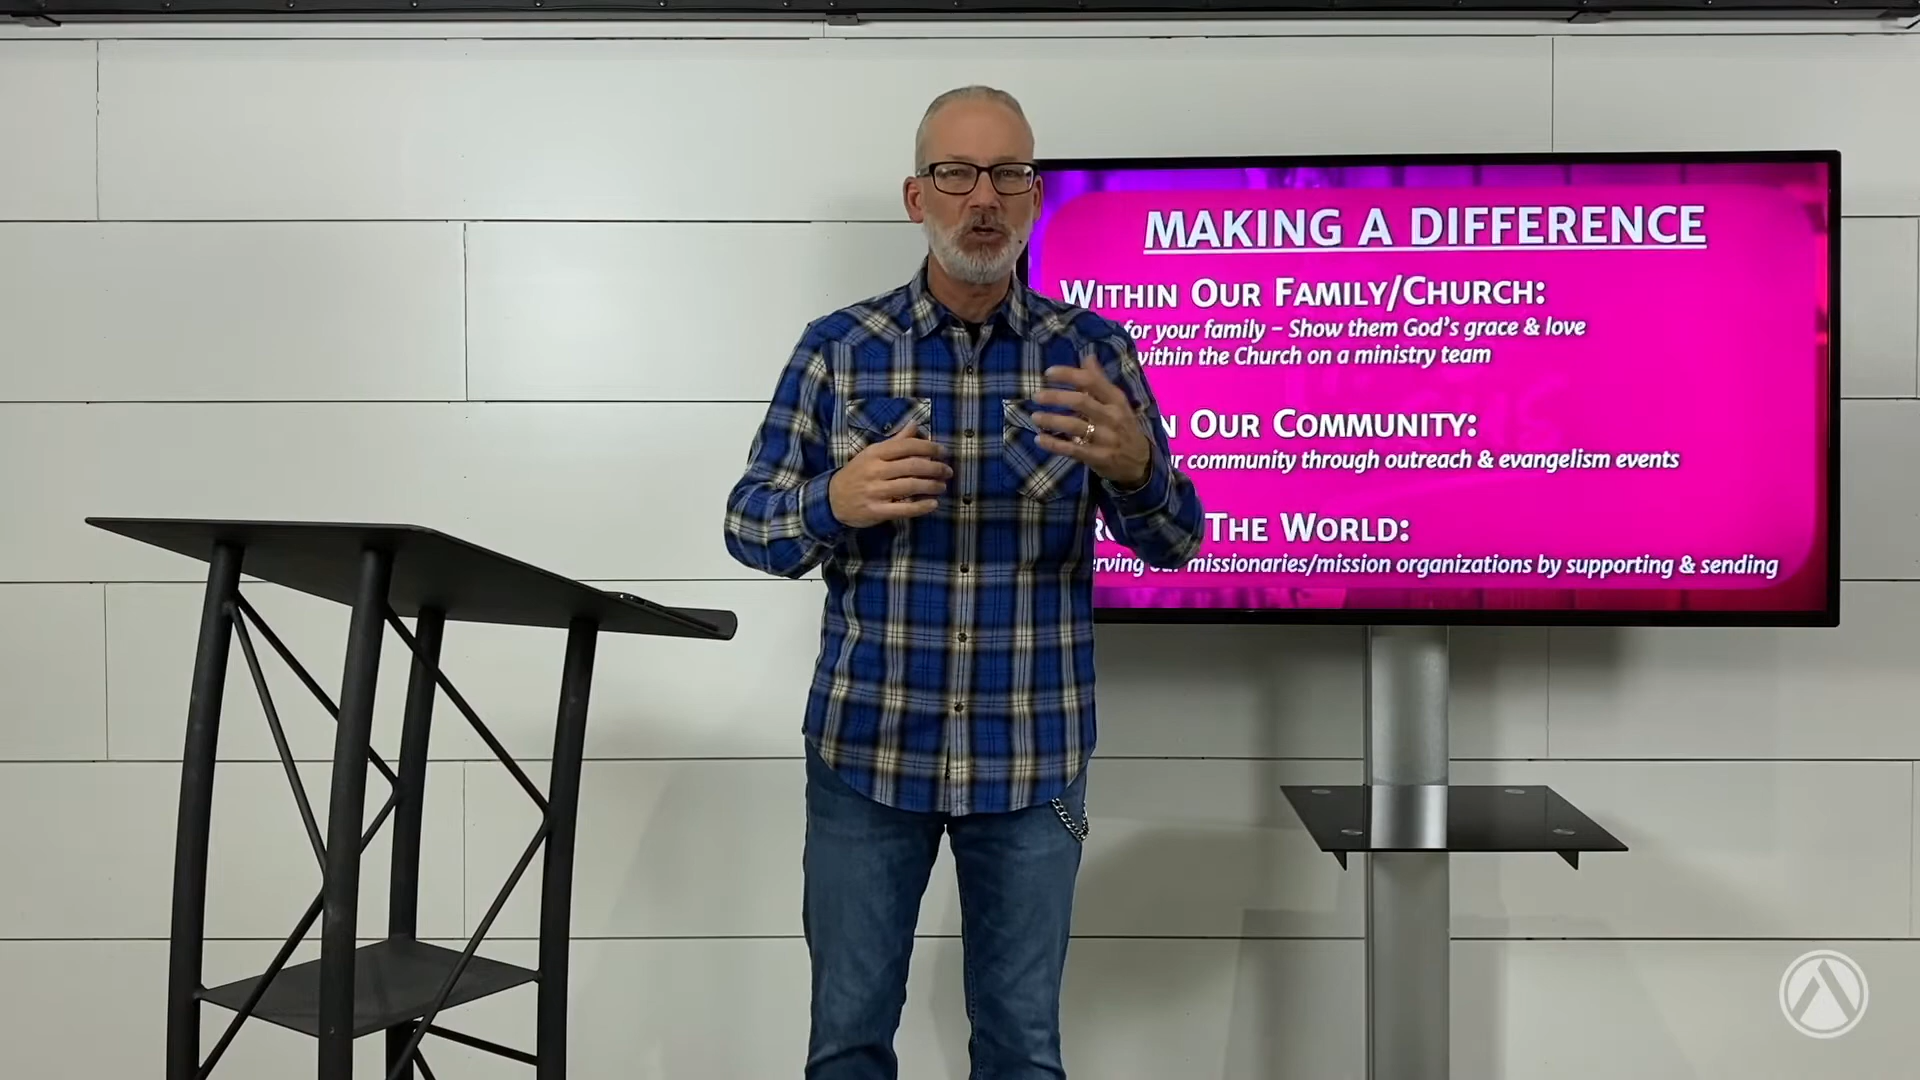 MAKING A DIFFERENCE
WITHIN OUR FAMILY/CHURCH:
for your family – Show them God's grace & love
within the Church on a ministry team
OUR COMMUNITY:
community through outreach & evangelism events
THE WORLD:
missionaries/mission organizations by supporting & sending